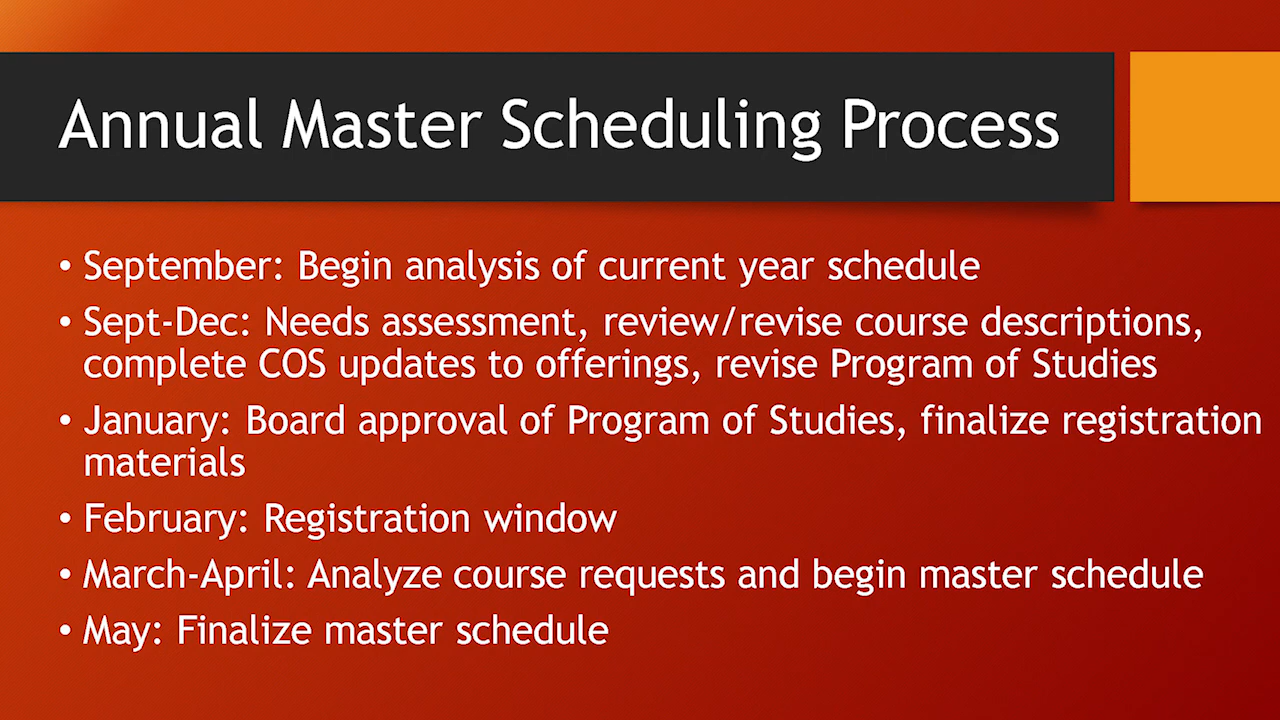 Annual Master Scheduling Process
• September: Begin analysis of current year schedule
• Sept-Dec: Needs assessment, review/revise course descriptions,
complete COS updates to offerings, revise Program of Studies
• January: Board approval of Program of Studies, finalize registration
materials
• February: Registration window
• March-April: Analyze course requests and begin master schedule
• May: Finalize master schedule